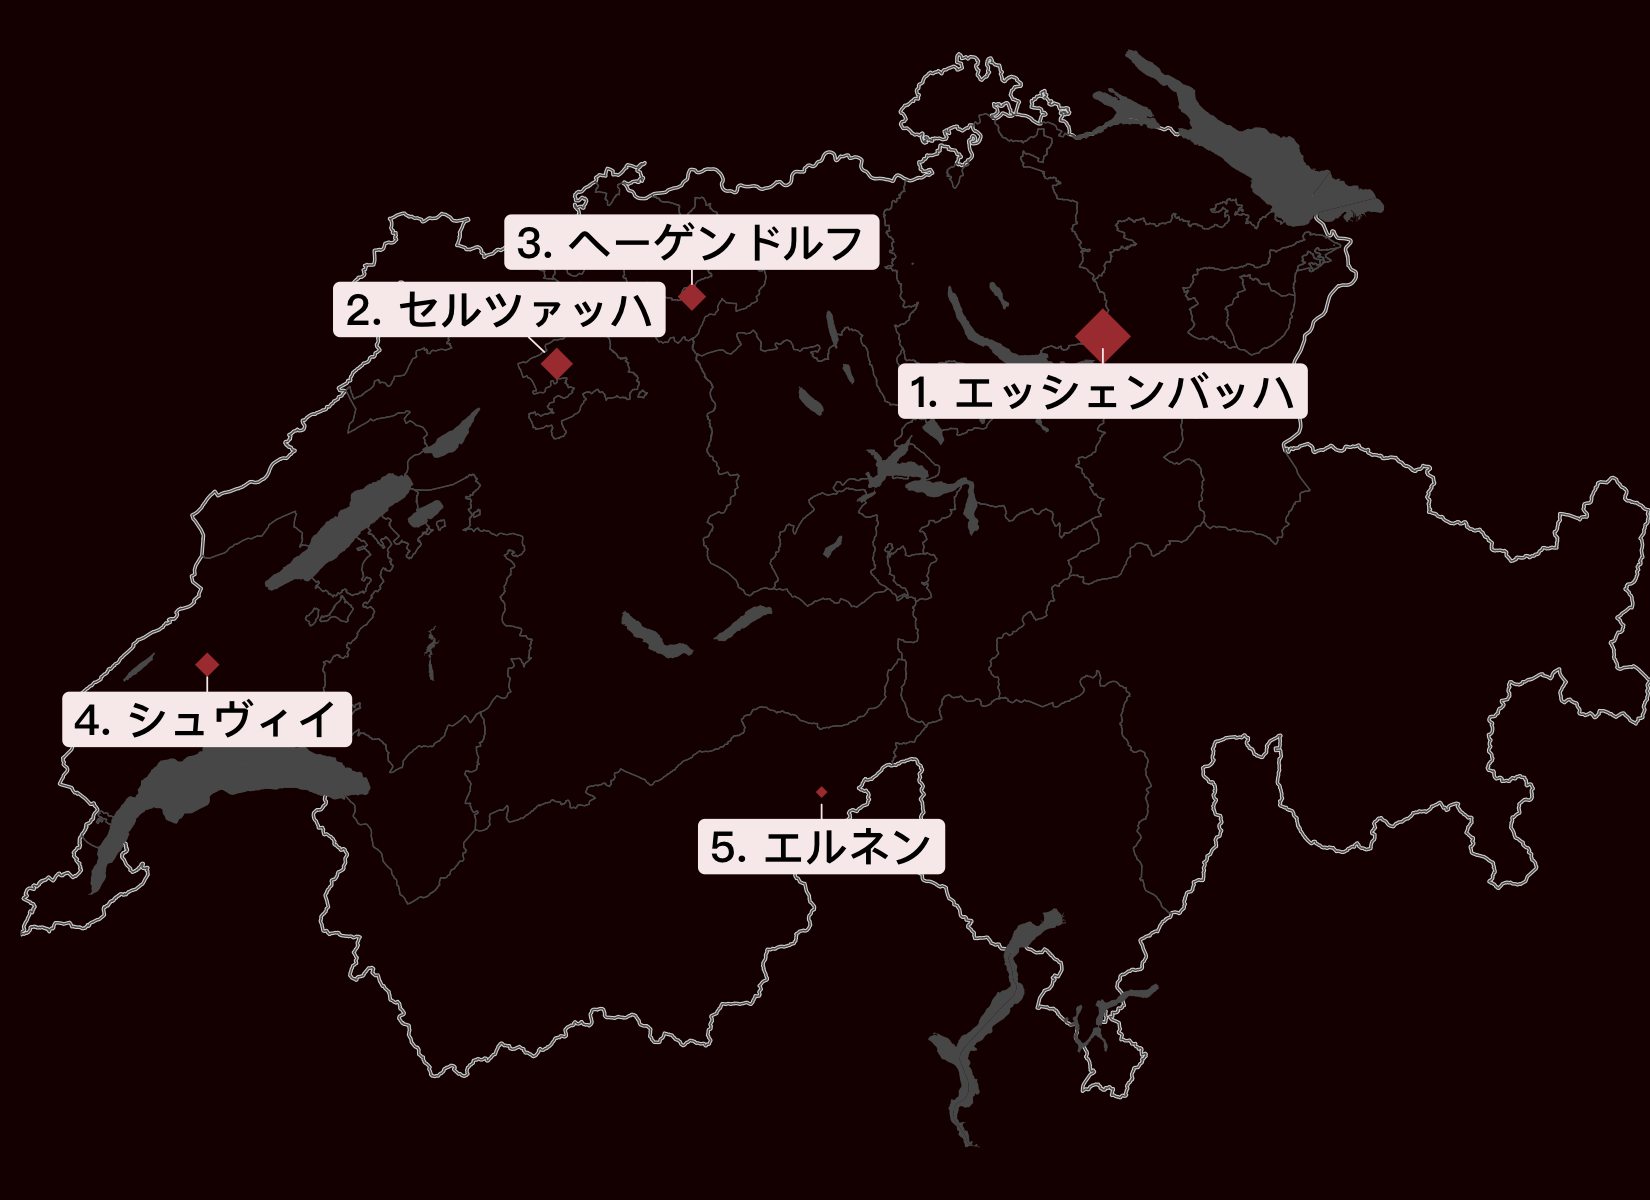 3. ヘーゲンドルフ
2. セルツァッハ
1. エッシェンバッハ
4. シュヴィイ
5. エルネン